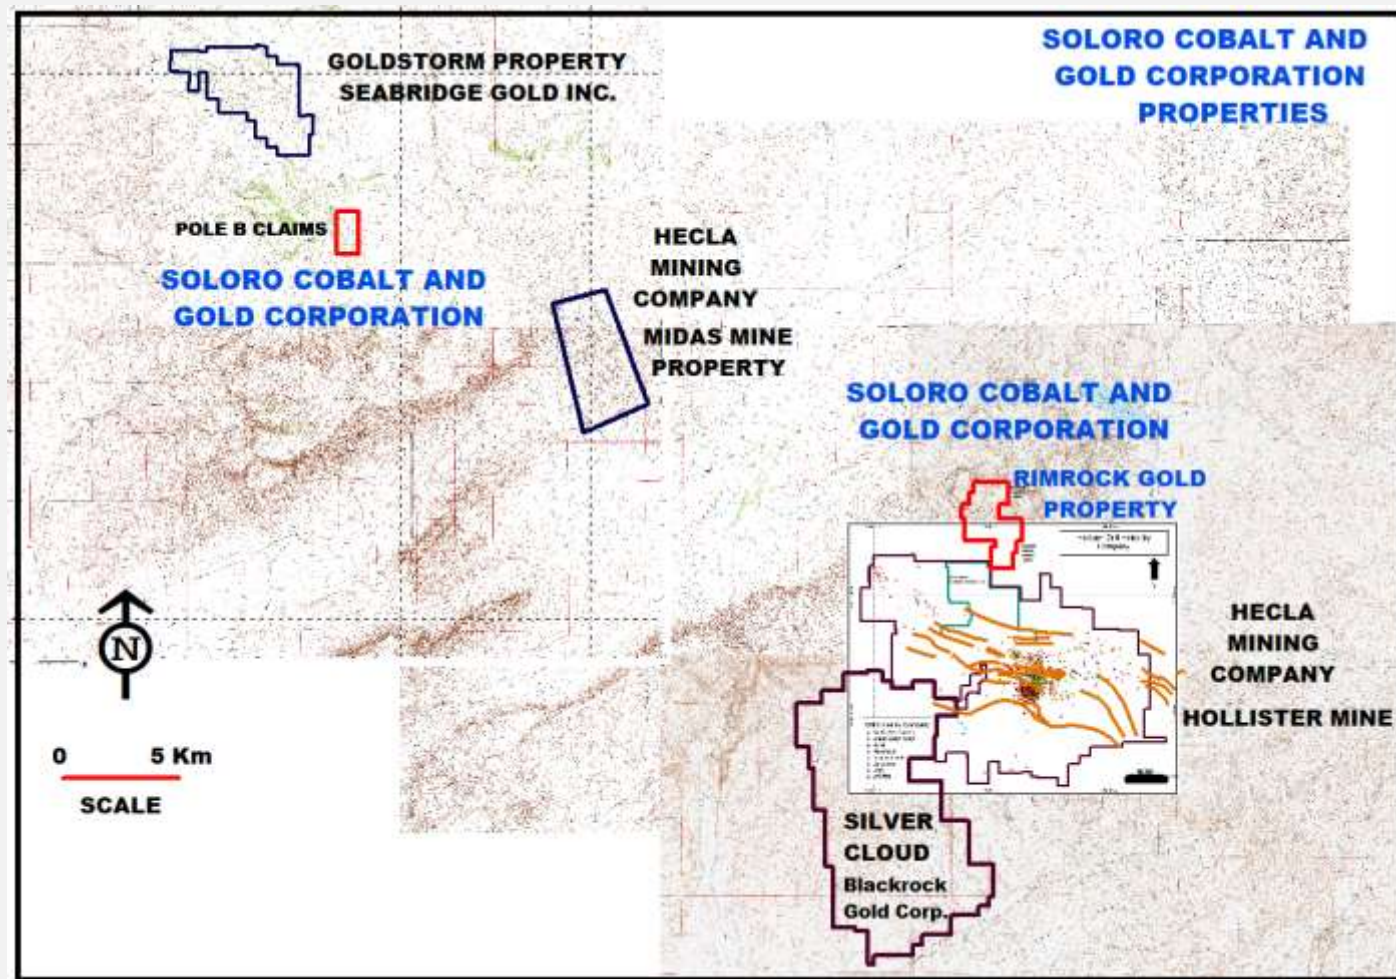 SOLORO COBALT AND
GOLD CORPORATION
PROPERTIES
GOLDSTORM PROPERTY
SEABRIDGE GOLD INC.
POLE B CLAIMS
SOLORO COBALT AND
GOLD CORPORATION
HECLA
MINING
COMPANY
MIDAS MINE
PROPERTY
SOLORO COBALT AND
GOLD CORPORATION
RIMROCK GOLD
PROPERTY
HECLA
MINING
COMPANY
HOLLISTER MINE
N
0 5 Km
SCALE
SILVER
CLOUD
Blackrock
Gold Corp.